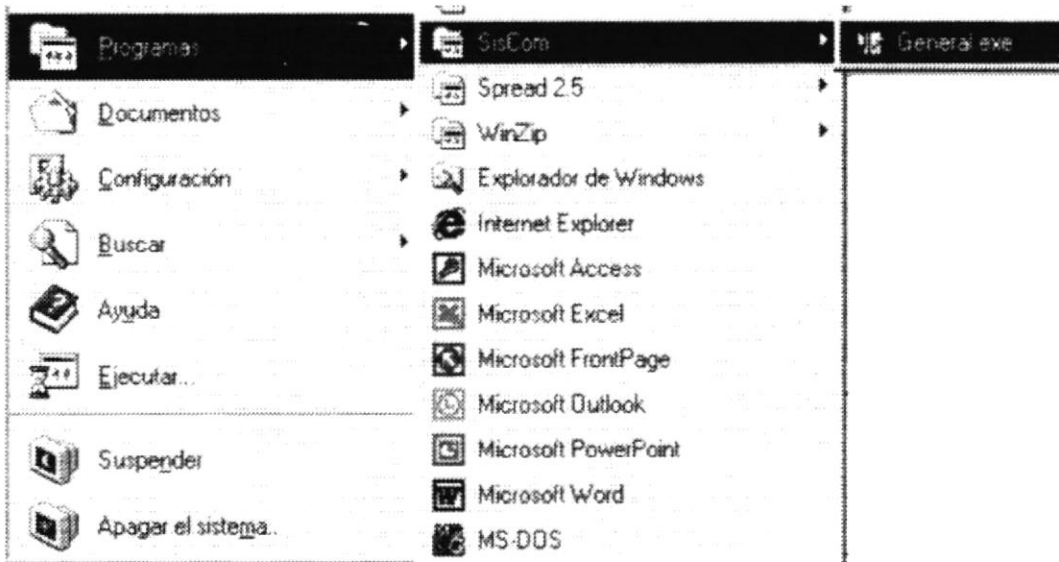 Programas
Documentos
Configuración
Buscar
Ayuda
Ejecutar...
Suspender
Apagar el sistema..
SisCom
Spread 2.5
WinZip
Explorador de Windows
Internet Explorer
Microsoft Access
Microsoft Excel
Microsoft FrontPage
Microsoft Outlook
Microsoft PowerPoint
Microsoft Word
MS-DOS
General exe